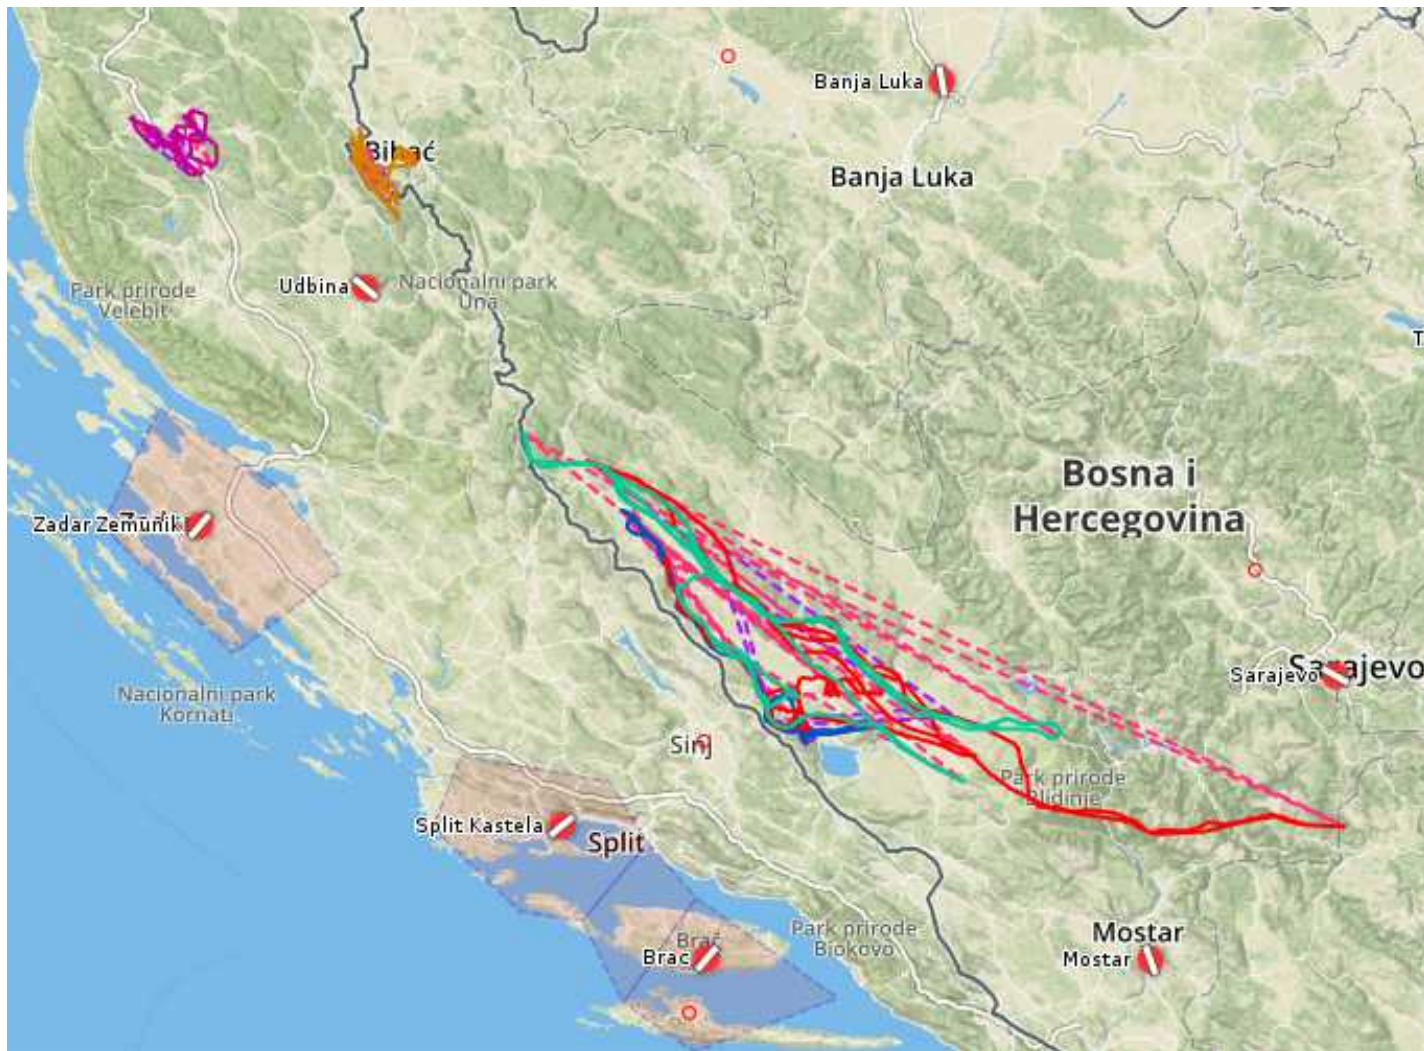 Banja Luka
Bihać
Banja Luka
Udbina
Nacionalni park
Una
Park prirode
Velebit
T
Bosna i
Hercegovina
Zadar Zemunik
Sarajevo
Sarajevo
Nacionalni park
Kornati
Sinj
Park prirode
Blidinje
Split Kastela
Split
Park prirode
Biokovo
Mostar
Brač
Brac
Mostar